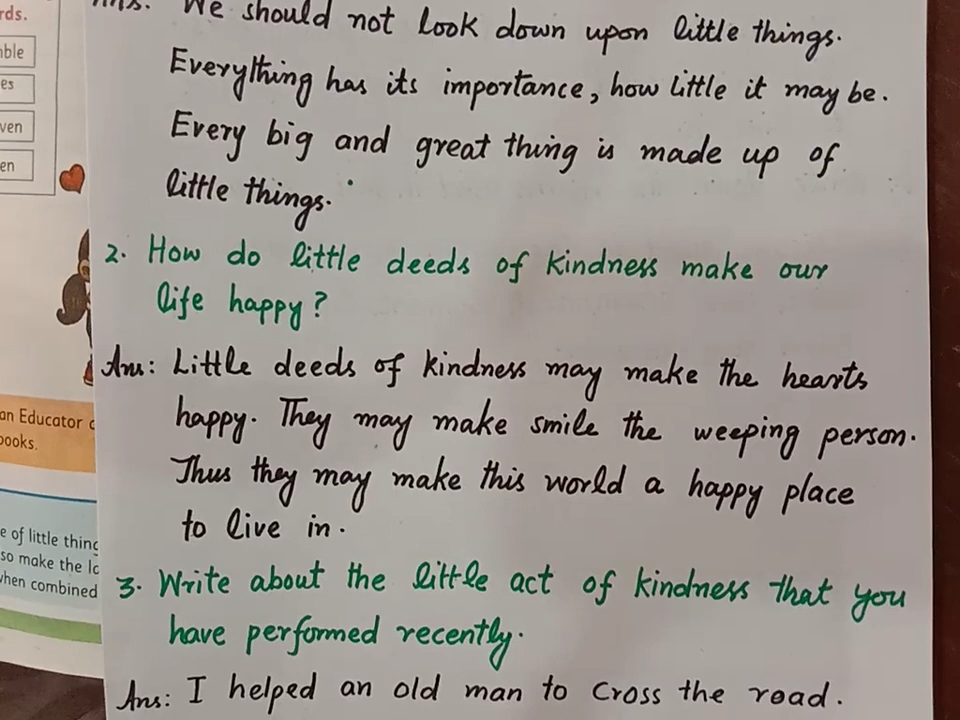 rds.
ble
es
ven
en
an Educator
books.
e of little thing
so make the lo
when combined
Ans. We should not look down upon little things.
Everything has its importance, how little it may be.
Every big and great thing is made up of
little things.
2. How do little deeds of kindness make our
life happy?
Ans: Little deeds of kindness may make the hearts
happy. They may make smile the weeping person.
Thus they may make this world a happy place
to live in.
3. Write about the little act of kindness that you
have performed recently.
Ans: I helped an old man to cross the road.